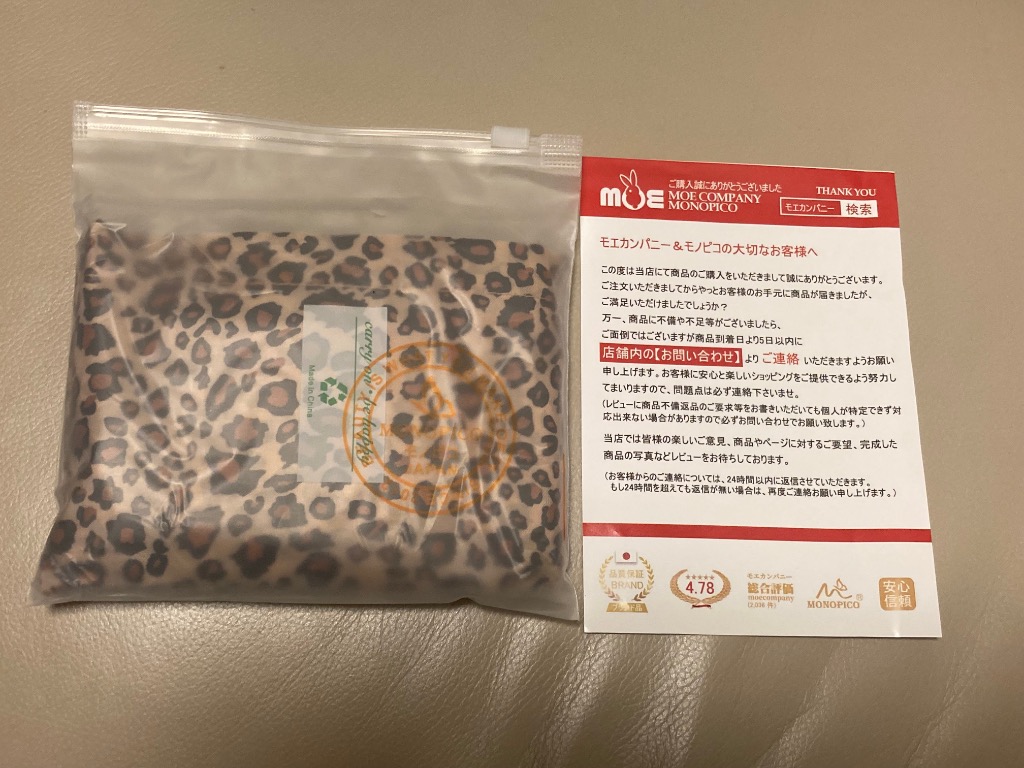 carry on, be happy
Made in China
MOE
ご購入誠にありがとうございました
MOE COMPANY
MONOPICO
THANK YOU
モエカンパニー 検索
モエカンパニー＆モノピコの大切なお客様へ
この度は当店にて商品のご購入をいただきまして誠にありがとうございます。
ご注文いただきましてからやっとお客様のお手元に商品が届きましたが、
ご満足いただけましたでしょうか？
万一、商品に不備や不足等がございましたら、
ご面倒ではございますが商品到着日より5日以内に
店舗内の【お問い合わせ】より ご連絡 いただきますようお願い
申し上げます。お客様に安心と楽しいショッピングをご提供できるよう努力し
てまいりますので、問題点は必ず連絡下さいませ。
（レビューに商品不備返品のご要求等をお書きいただいても個人が特定できず対
応出来ない場合がありますので必ずお問い合わせでお願い致します。）
当店では皆様の楽しいご意見、商品やページに対するご要望、完成した
商品の写真などレビューをお待ちしております。
（お客様からのご連絡については、24時間以内に返信させていただきます。
もし24時間を超えても返信が無い場合は、再度ご連絡お願い申し上げます。）
品質保証
BRAND
ブランド品
4.78
モエカンパニー
総合評価
moecompany
(2,036 件)
MONOPICO ®
安心
信頼